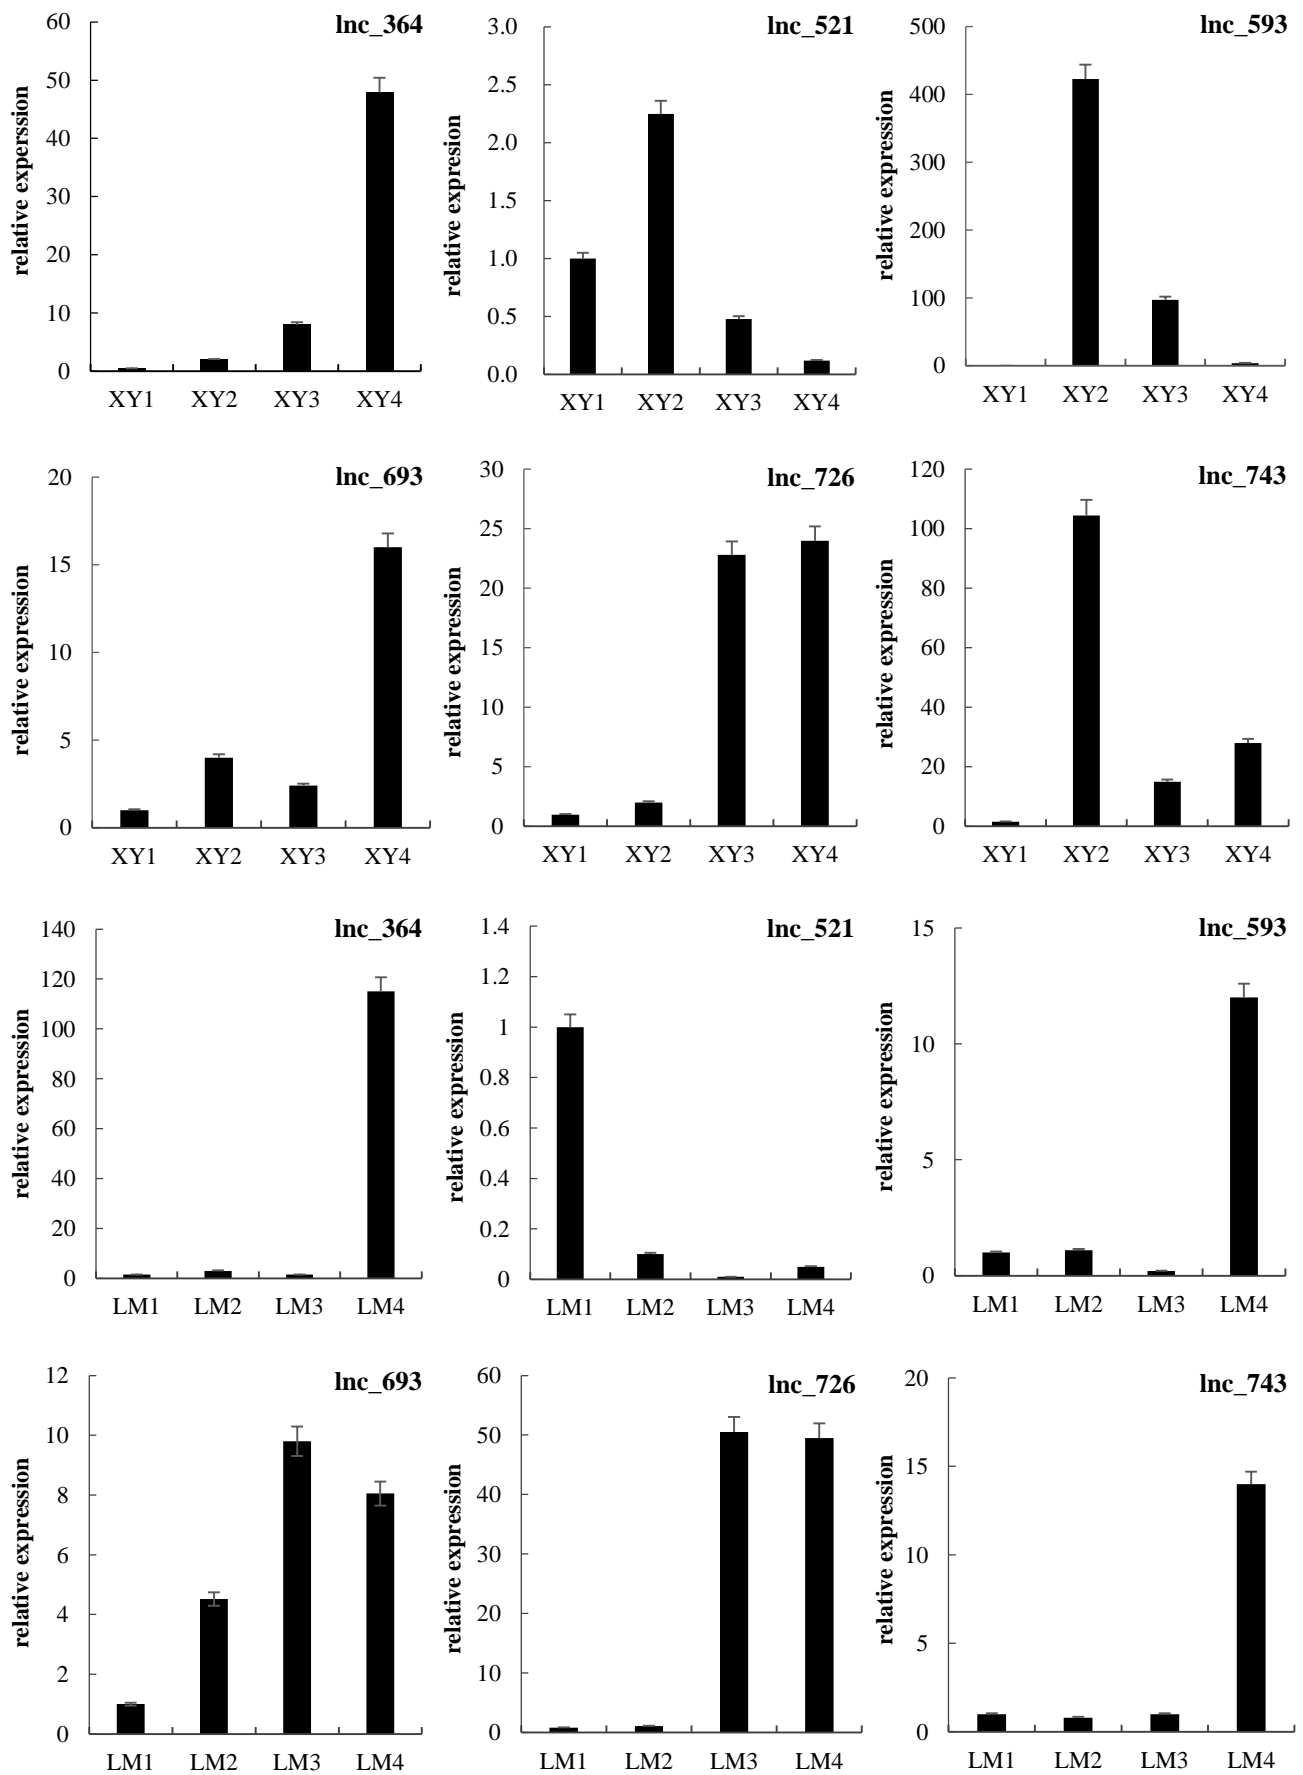 lnc_364
relative experssion
60
50
40
30
20
10
0
XY1 XY2 XY3 XY4
lnc_521
relative expresion
3.0
2.5
2.0
1.5
1.0
0.5
0.0
XY1 XY2 XY3 XY4
lnc_593
relative expression
500
400
300
200
100
0
XY1 XY2 XY3 XY4
lnc_693
relative expression
20
15
10
5
0
XY1 XY2 XY3 XY4
lnc_726
relative expression
30
25
20
15
10
5
0
XY1 XY2 XY3 XY4
lnc_743
relative expression
120
100
80
60
40
20
0
XY1 XY2 XY3 XY4
lnc_364
relative expression
140
120
100
80
60
40
20
0
LM1 LM2 LM3 LM4
lnc_521
relative expression
1.4
1.2
1
0.8
0.6
0.4
0.2
0
LM1 LM2 LM3 LM4
lnc_593
relative expression
15
10
5
0
LM1 LM2 LM3 LM4
lnc_693
relative expression
12
10
8
6
4
2
0
LM1 LM2 LM3 LM4
lnc_726
relative expression
60
50
40
30
20
10
0
LM1 LM2 LM3 LM4
lnc_743
relative expression
20
15
10
5
0
LM1 LM2 LM3 LM4